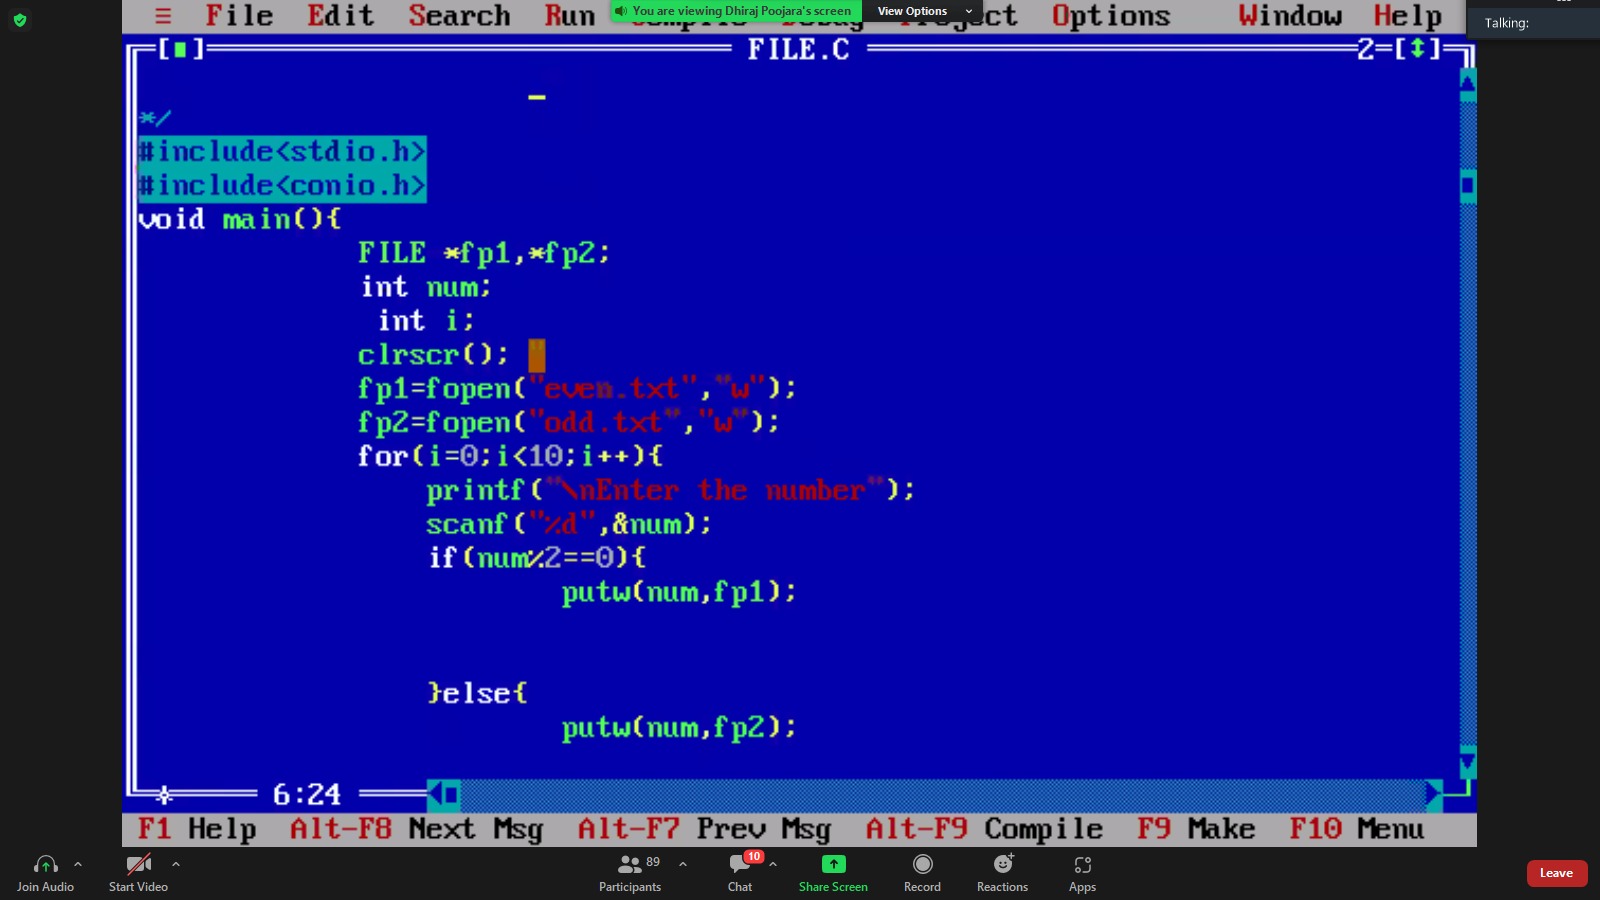 ≡ File Edit Search Run Compile Debug Project Options Window Help
You are viewing Dhiraj Poojara's screen
View Options
Talking:
FILE.C
2
*/
#include<stdio.h>
#include<conio.h>
void main(){
FILE *fp1,*fp2;
int num;
int i;
clrscr();
fp1=fopen("even.txt","w");
fp2=fopen("odd.txt","w");
for(i=0;i<10;i++){
printf("\nEnter the number");
scanf("%d",&num);
if(num%2==0){
putw(num,fp1);
}else{
putw(num,fp2);
6:24
F1 Help Alt-F8 Next Msg Alt-F7 Prev Msg Alt-F9 Compile F9 Make F10 Menu
89
10
Join Audio Start Video Participants Chat Share Screen Record Reactions Apps Leave